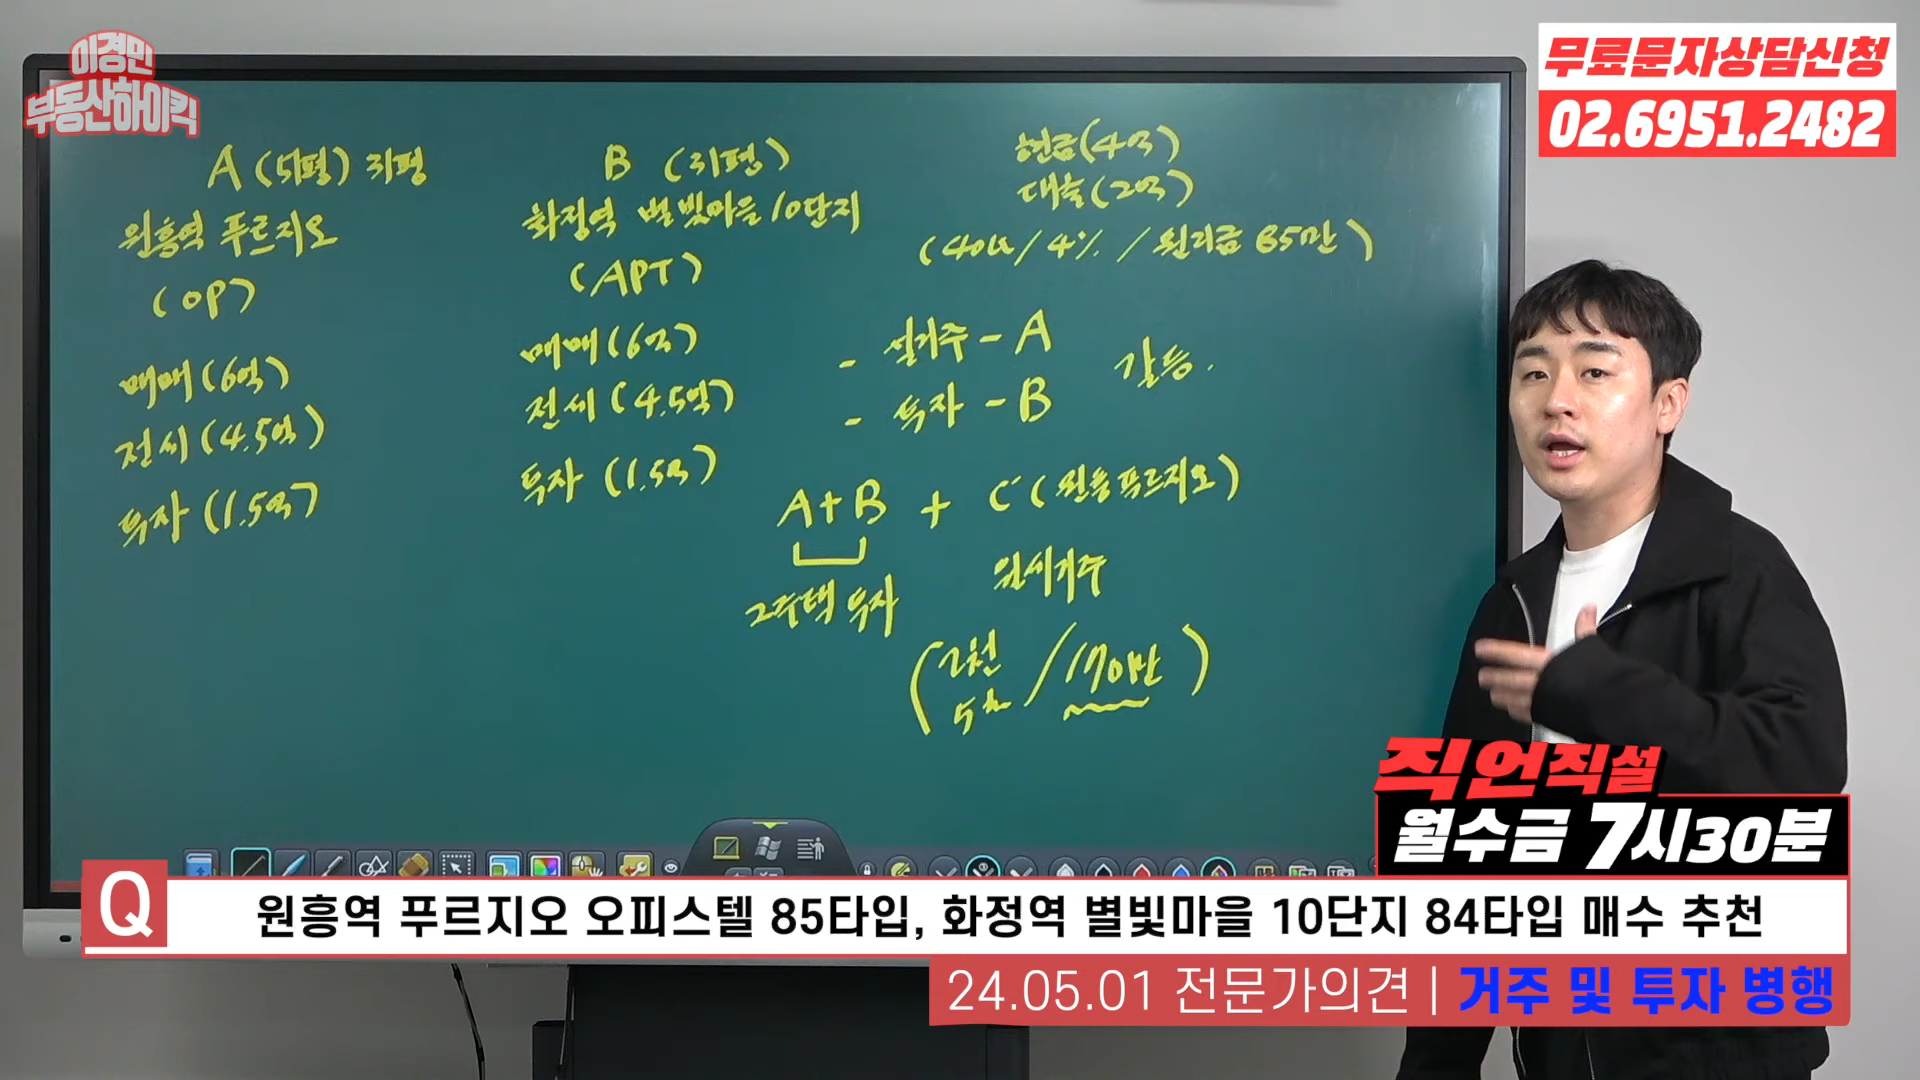 이경민
부동산하이킥
무료문자상담신청
02.6951.2482
A (51평) 31평
원흥역 푸르지오
(OP)
매매(6억)
전세(4.5억)
투자(1.5억)
B (31평)
화정역 별빛마을 10단지
(APT)
매매(6억)
전세(4.5억)
투자(1.5억)
현금(4억)
대출(2억)
(40년/4%/원리금 85만)
- 실거주 - A
- 투자 - B
갈등.
A+B + C(원흥푸르지오)
2주택 투자
월세거주
(2천 / 170만)
5천
직언직설
월수금 7시30분
Q
원흥역 푸르지오 오피스텔 85타입, 화정역 별빛마을 10단지 84타입 매수 추천
24.05.01 전문가의견 | 거주 및 투자 병행